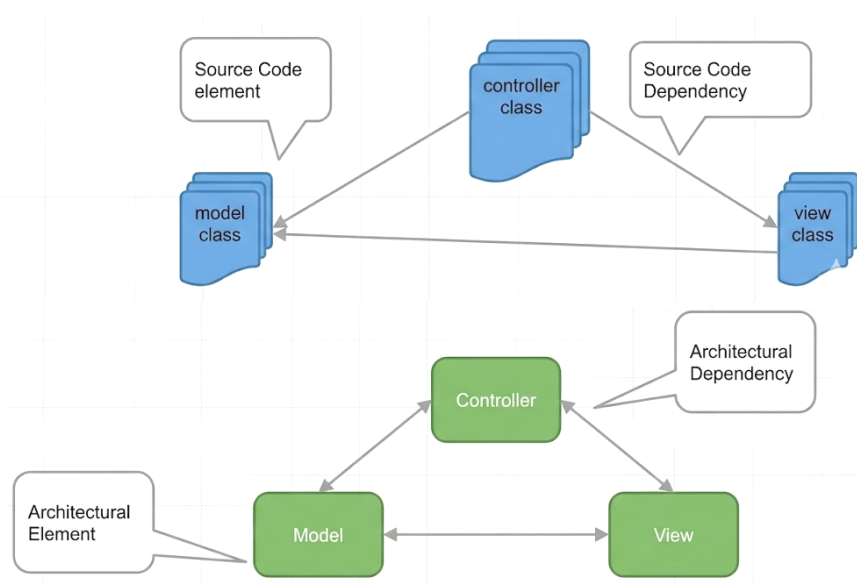 Source Code
element
controller
class
Source Code
Dependency
model
class
view
class
Architectural
Dependency
Controller
Architectural
Element
Model
View